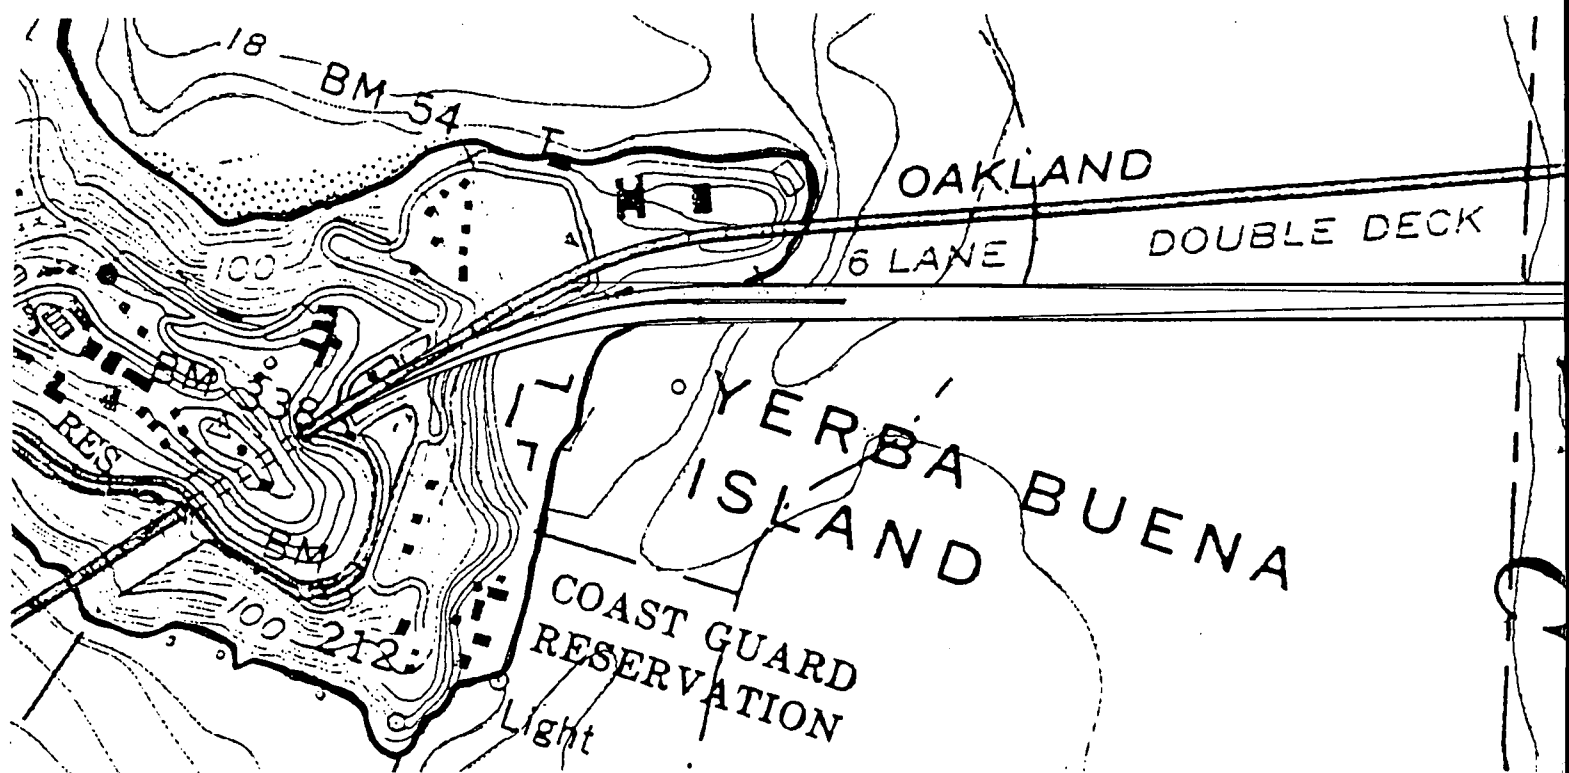 18
BM 54
T
OAKLAND
6 LANE
DOUBLE DECK
100
BM
538
RES
YERBA BUENA
ISLAND
BM
100
212
COAST GUARD
RESERVATION
Light